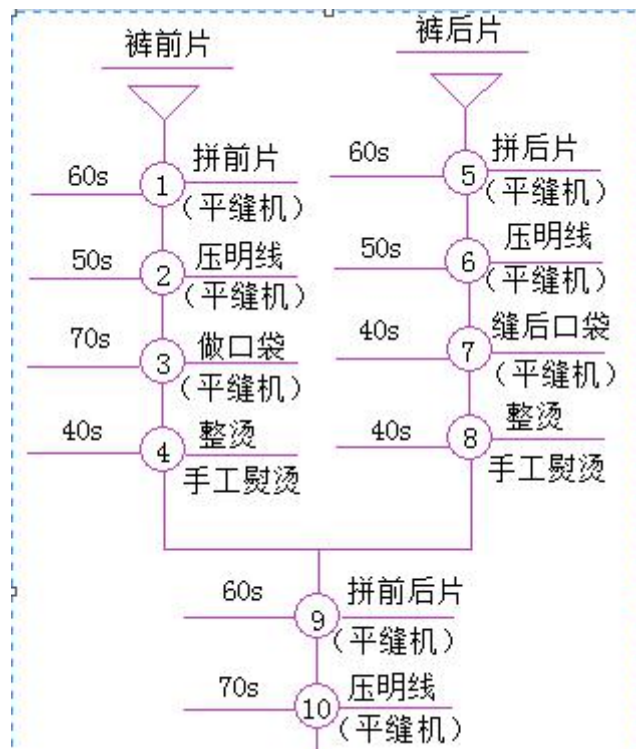 裤前片
裤后片
60s
1
拼前片
（平缝机）
50s
2
压明线
（平缝机）
70s
3
做口袋
（平缝机）
40s
4
整烫
手工熨烫
60s
5
拼后片
（平缝机）
50s
6
压明线
（平缝机）
40s
7
缝后口袋
（平缝机）
40s
8
整烫
手工熨烫
60s
9
拼前后片
（平缝机）
70s
10
压明线
（平缝机）